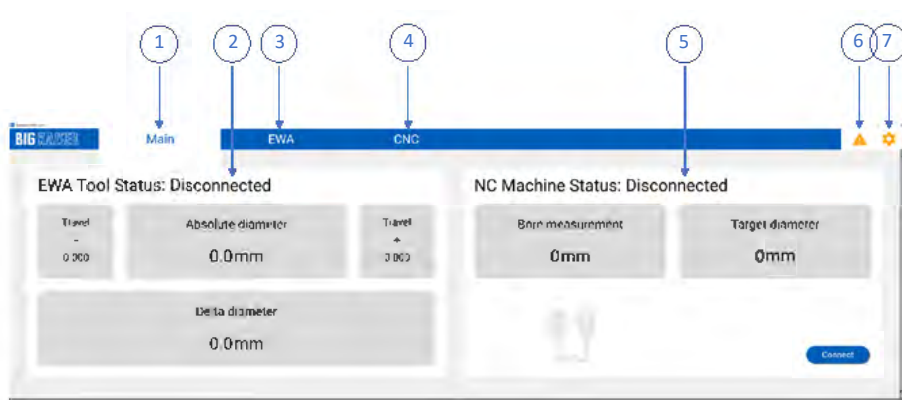 1 2 3 4 5 6 7
BIG KAISER Main EWA CNC
EWA Tool Status: Disconnected
Travel
-
0.000
Absolute diameter
0.0mm
Travel
+
0.000
Delta diameter
0.0mm
NC Machine Status: Disconnected
Bore measurement
0mm
Target diameter
0mm
Connect